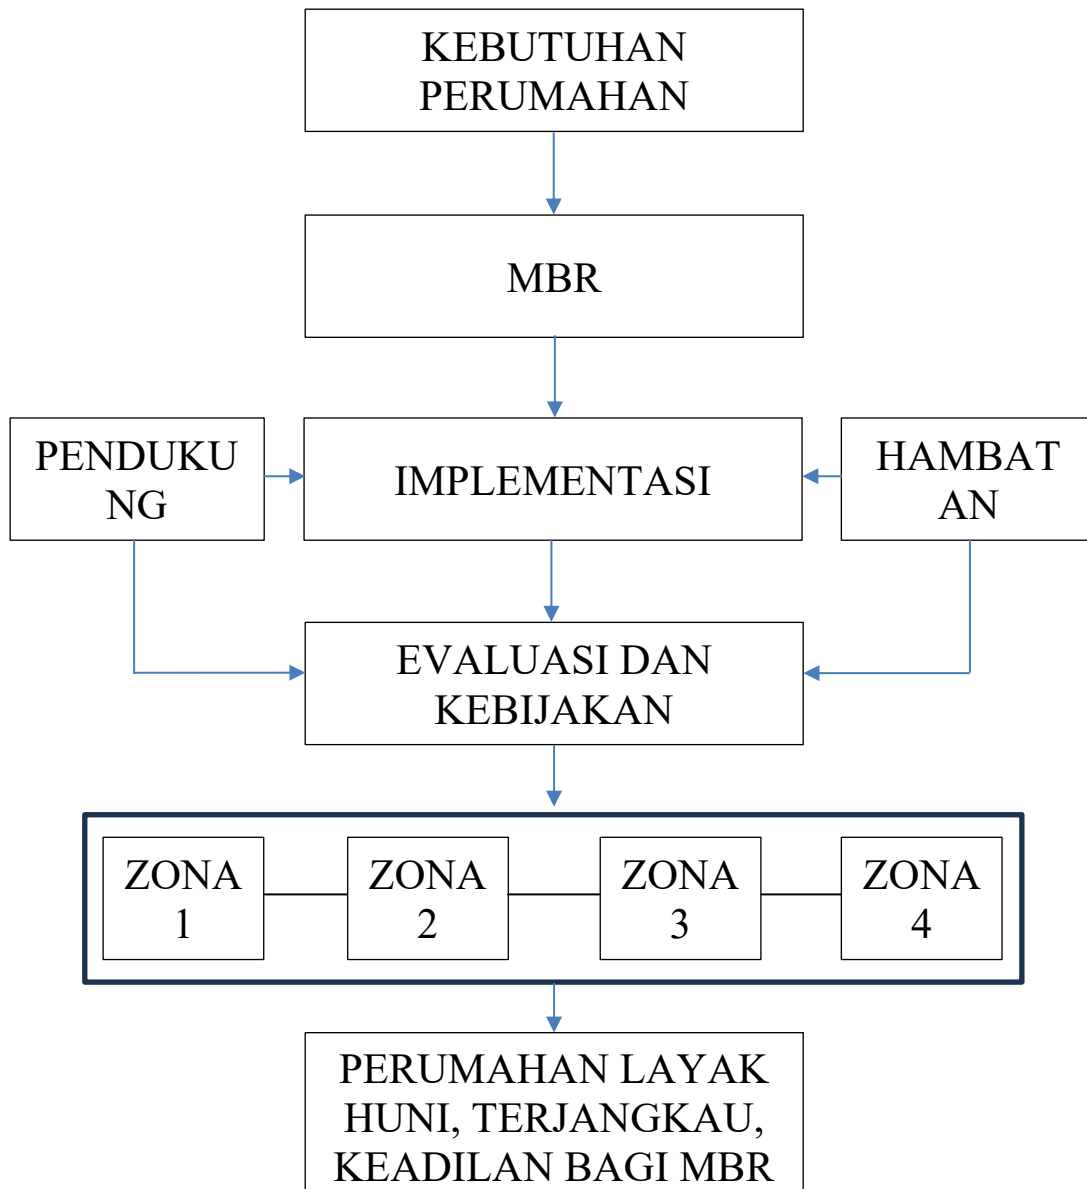 KEBUTUHAN
PERUMAHAN
MBR
PENDUKU
NG
IMPLEMENTASI
HAMBAT
AN
EVALUASI DAN
KEBIJAKAN
ZONA
1
ZONA
2
ZONA
3
ZONA
4
PERUMAHAN LAYAK
HUNI, TERJANGKAU,
KEADILAN BAGI MBR